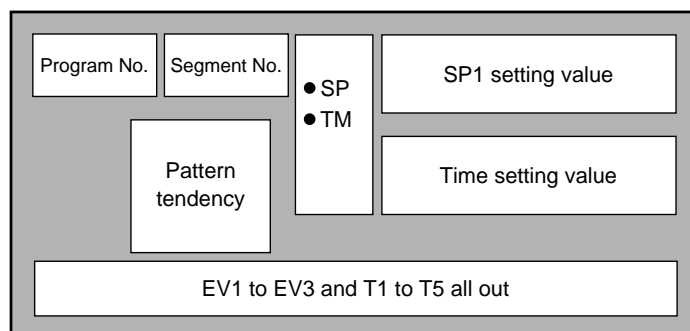 Program No.
Segment No.
● SP
● TM
SP1 setting value
Pattern
tendency
Time setting value
EV1 to EV3 and T1 to T5 all out